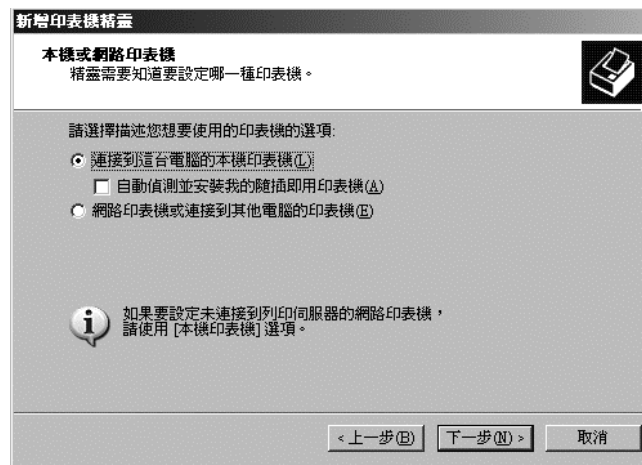 新增印表機精靈
本機或網路印表機
精靈需要知道要設定哪一種印表機。
請選擇描述您想要使用的印表機的選項:
連接到這台電腦的本機印表機(L)
自動偵測並安裝我的隨插即用印表機(A)
網路印表機或連接到其他電腦的印表機(E)
如果要設定未連接到列印伺服器的網路印表機，
請使用 [本機印表機] 選項。
< 上一步(B)
下一步(N) >
取消